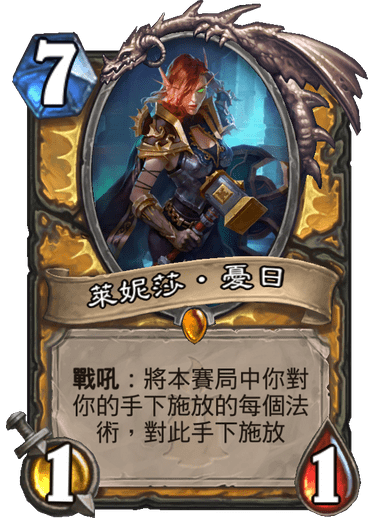 7
萊妮莎・憂日
戰吼:將本賽局中你對
你的手下施放的每個法
術,對此手下施放
1
1